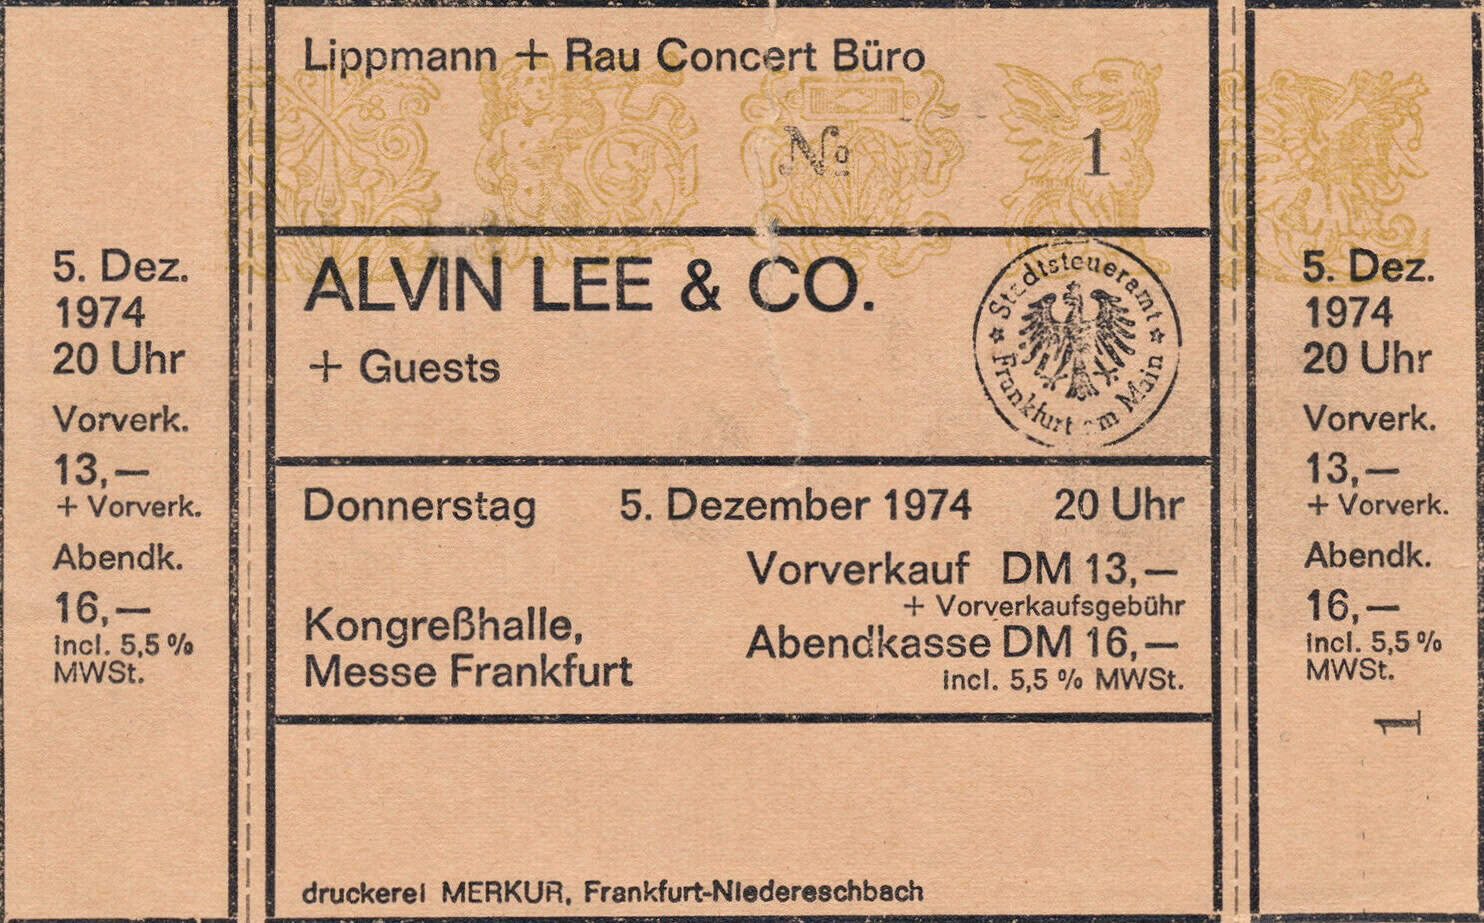 5. Dez.
1974
20 Uhr
Vorverk.
13,—
+ Vorverk.
Abendk.
16,—
incl. 5,5 %
MWSt.
Lippmann + Rau Concert Büro
№ 1
ALVIN LEE & CO.
+ Guests
Stadtsteueramt
Frankfurt am Main
Donnerstag 5. Dezember 1974 20 Uhr
Vorverkauf DM 13,—
+ Vorverkaufsgebühr
Kongreßhalle,
Abendkasse DM 16,—
Messe Frankfurt
incl. 5,5 % MWSt.
druckerei MERKUR, Frankfurt-Niedereschbach
5. Dez.
1974
20 Uhr
Vorverk.
13,—
+ Vorverk.
Abendk.
16,—
incl. 5,5 %
MWSt.
1